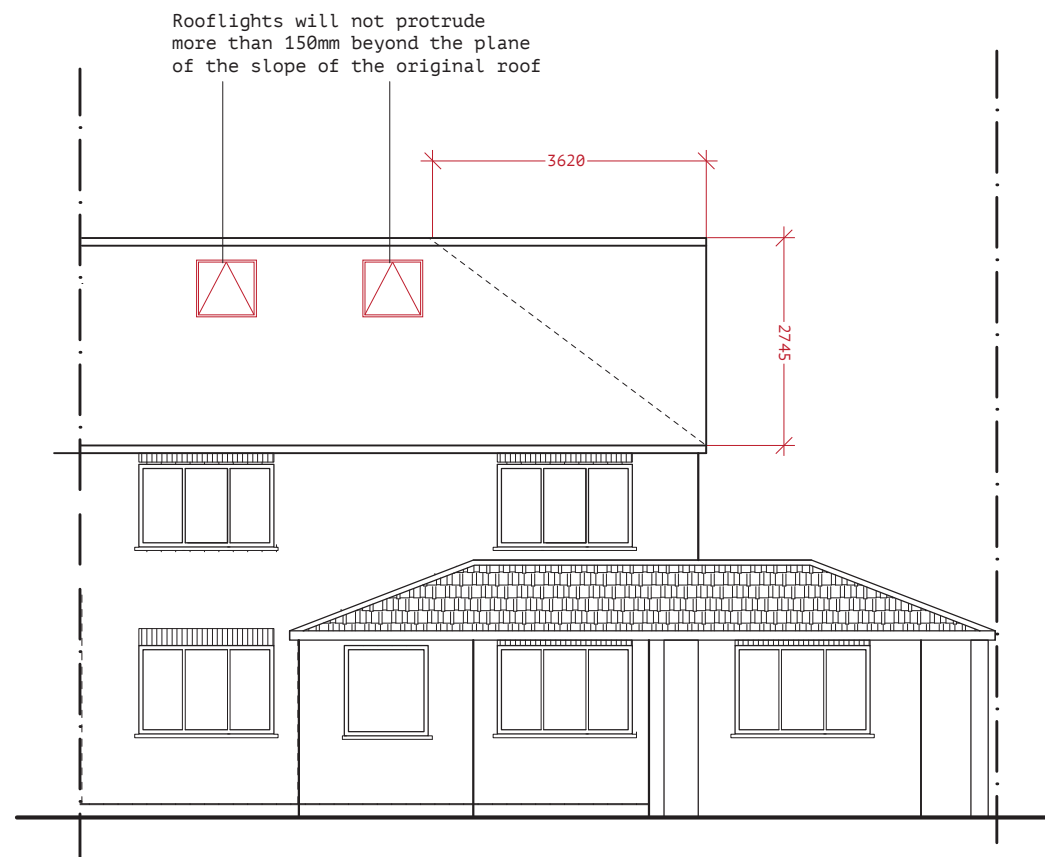 Rooflights will not protrude
more than 150mm beyond the plane
of the slope of the original roof
3620
2745